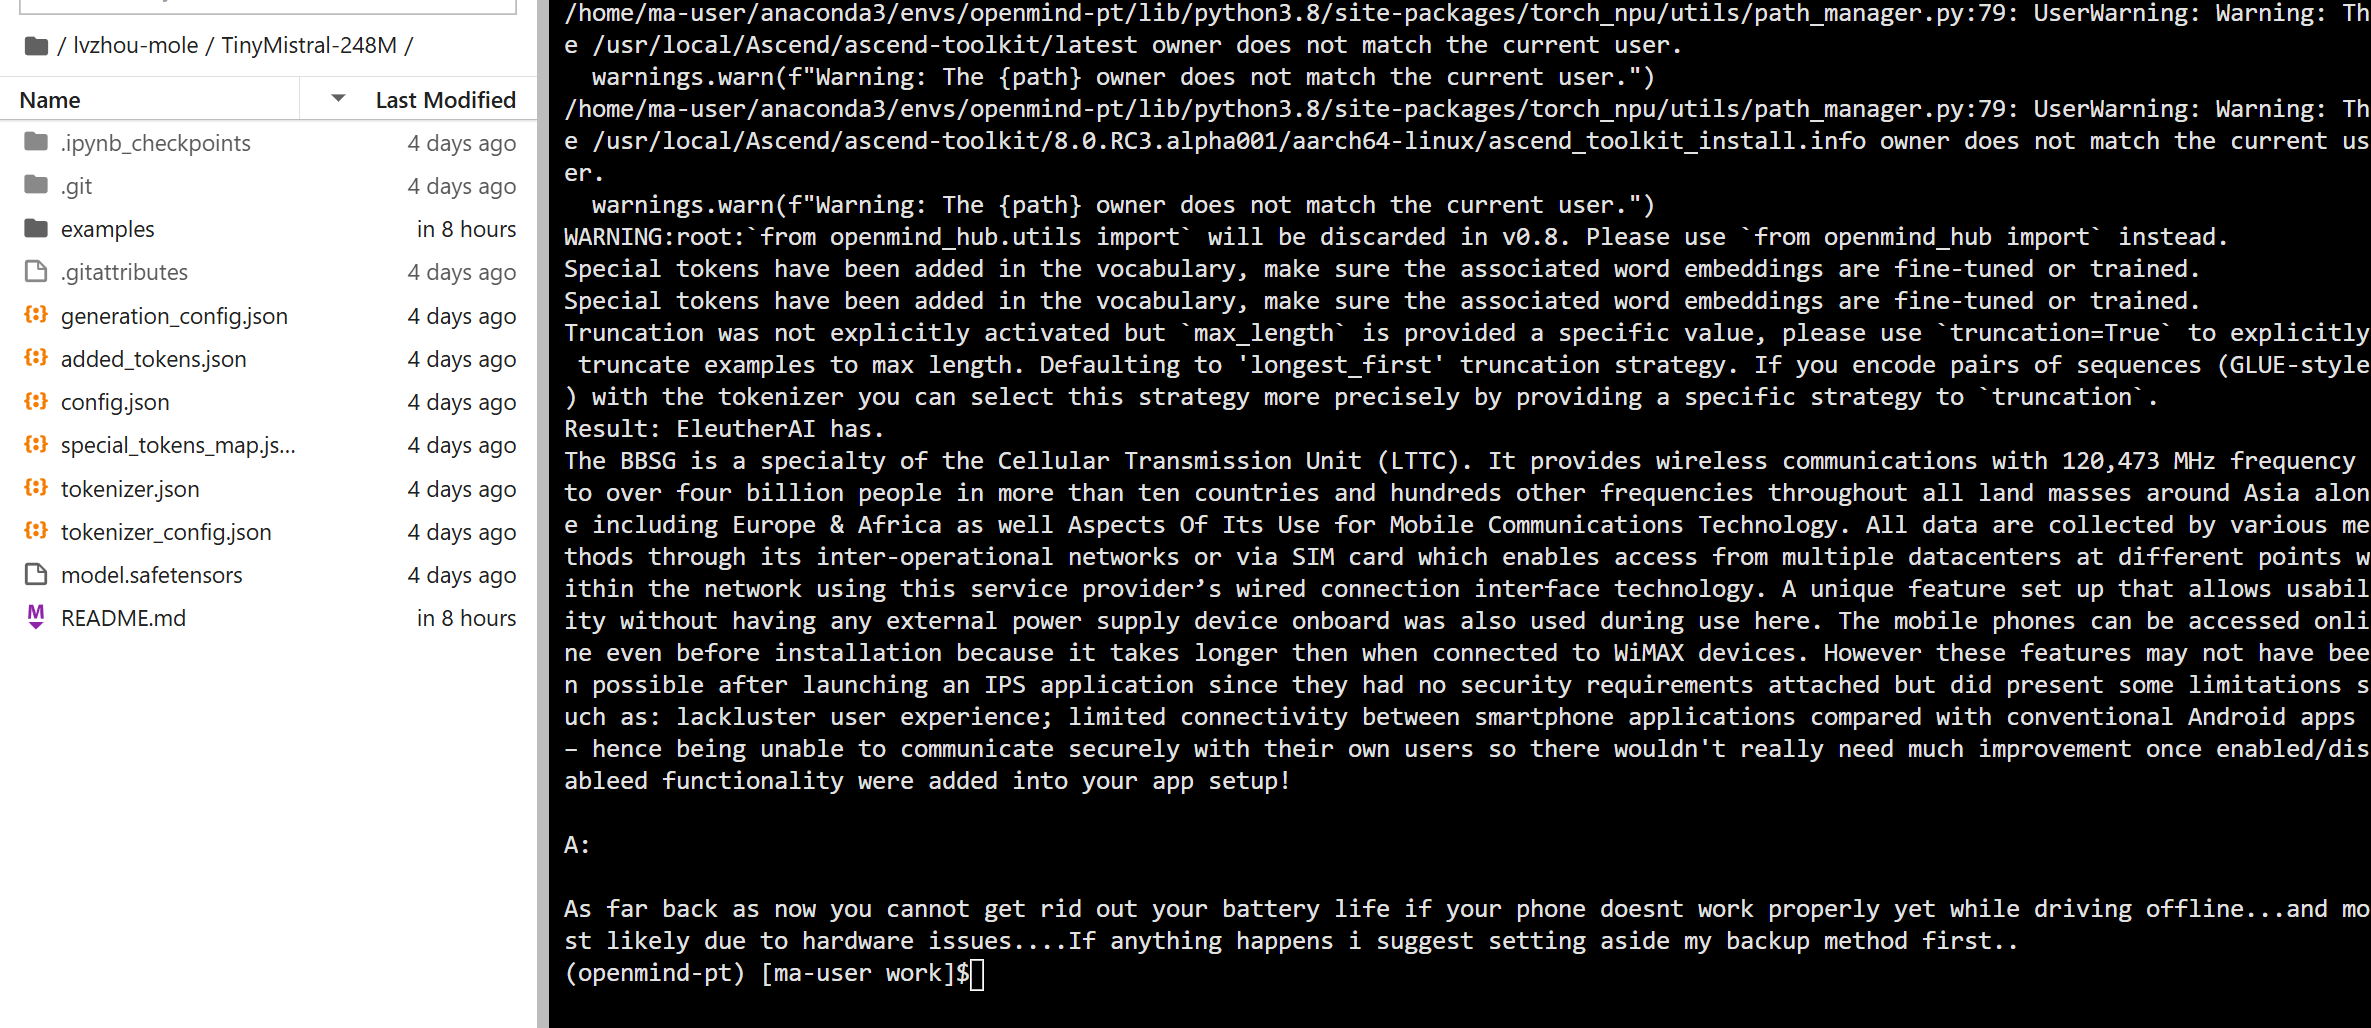 / lvzhou-mole / TinyMistral-248M /
Name Last Modified
.ipynb_checkpoints 4 days ago
.git 4 days ago
examples in 8 hours
.gitattributes 4 days ago
generation_config.json 4 days ago
added_tokens.json 4 days ago
config.json 4 days ago
special_tokens_map.js... 4 days ago
tokenizer.json 4 days ago
tokenizer_config.json 4 days ago
model.safetensors 4 days ago
README.md in 8 hours
/home/ma-user/anaconda3/envs/openmind-pt/lib/python3.8/site-packages/torch_npu/utils/path_manager.py:79: UserWarning: Warning: Th
e /usr/local/Ascend/ascend-toolkit/latest owner does not match the current user.
  warnings.warn(f"Warning: The {path} owner does not match the current user.")
/home/ma-user/anaconda3/envs/openmind-pt/lib/python3.8/site-packages/torch_npu/utils/path_manager.py:79: UserWarning: Warning: Th
e /usr/local/Ascend/ascend-toolkit/8.0.RC3.alpha001/aarch64-linux/ascend_toolkit_install.info owner does not match the current us
er.
  warnings.warn(f"Warning: The {path} owner does not match the current user.")
WARNING:root:`from openmind_hub.utils import` will be discarded in v0.8. Please use `from openmind_hub import` instead.
Special tokens have been added in the vocabulary, make sure the associated word embeddings are fine-tuned or trained.
Special tokens have been added in the vocabulary, make sure the associated word embeddings are fine-tuned or trained.
Truncation was not explicitly activated but `max_length` is provided a specific value, please use `truncation=True` to explicitly
 truncate examples to max length. Defaulting to 'longest_first' truncation strategy. If you encode pairs of sequences (GLUE-style
) with the tokenizer you can select this strategy more precisely by providing a specific strategy to `truncation`.
Result: EleutherAI has.
The BBSG is a specialty of the Cellular Transmission Unit (LTTC). It provides wireless communications with 120,473 MHz frequency
to over four billion people in more than ten countries and hundreds other frequencies throughout all land masses around Asia alon
e including Europe & Africa as well Aspects Of Its Use for Mobile Communications Technology. All data are collected by various me
thods through its inter-operational networks or via SIM card which enables access from multiple datacenters at different points w
ithin the network using this service provider’s wired connection interface technology. A unique feature set up that allows usabil
ity without having any external power supply device onboard was also used during use here. The mobile phones can be accessed onli
ne even before installation because it takes longer then when connected to WiMAX devices. However these features may not have bee
n possible after launching an IPS application since they had no security requirements attached but did present some limitations s
uch as: lackluster user experience; limited connectivity between smartphone applications compared with conventional Android apps
– hence being unable to communicate securely with their own users so there wouldn't really need much improvement once enabled/dis
ableed functionality were added into your app setup!
A:
As far back as now you cannot get rid out your battery life if your phone doesnt work properly yet while driving offline...and mo
st likely due to hardware issues....If anything happens i suggest setting aside my backup method first..
(openmind-pt) [ma-user work]$